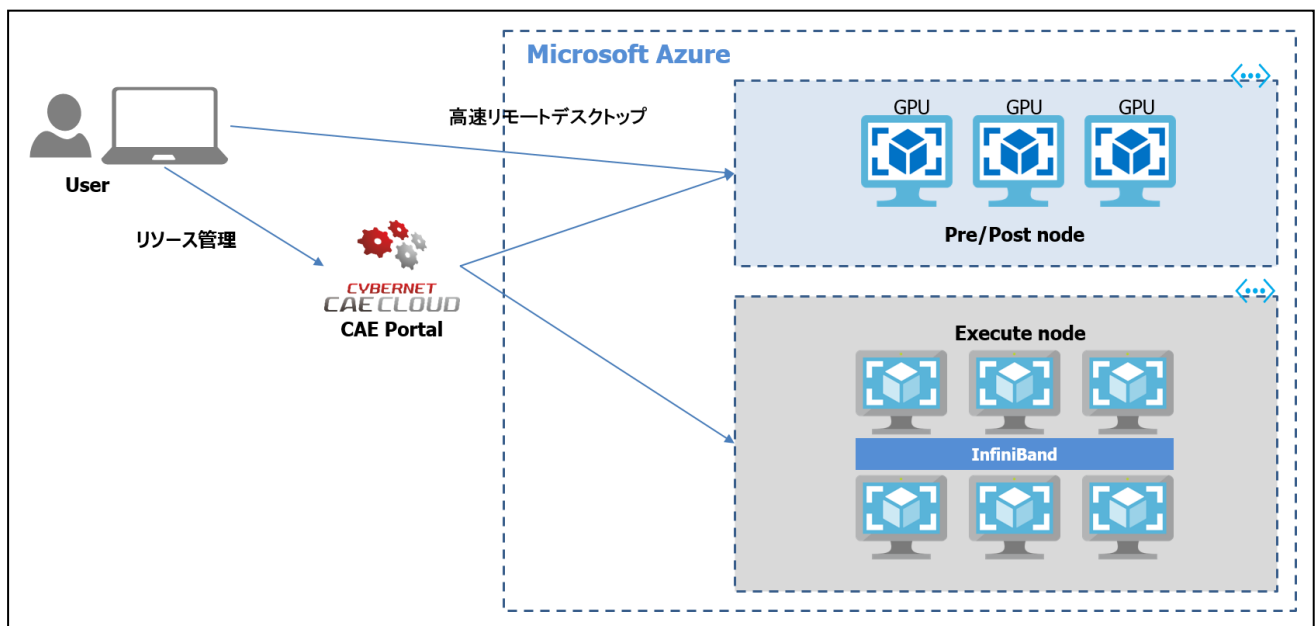 Microsoft Azure
高速リモートデスクトップ
User
リソース管理
CYBERNET
CAE CLOUD
CAE Portal
GPU
GPU
GPU
Pre/Post node
Execute node
InfiniBand